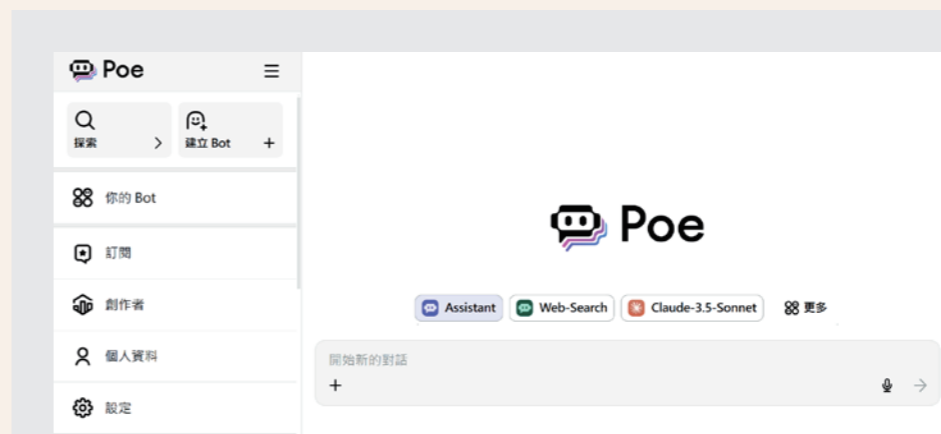 Poe
探索
建立 Bot
你的 Bot
訂閱
創作者
個人資料
設定
Poe
Assistant Web-Search Claude-3.5-Sonnet 更多
開始新的對話